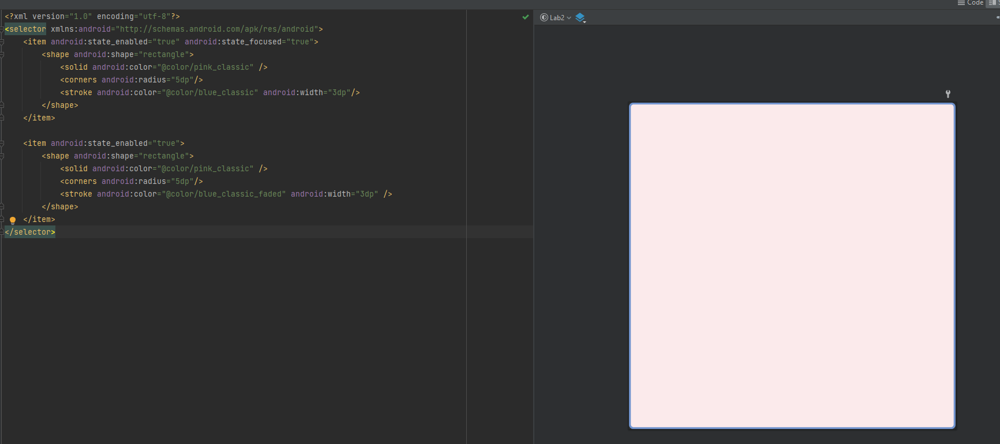 Code
<?xml version="1.0" encoding="utf-8"?>
Lab2
<selector xmlns:android="http://schemas.android.com/apk/res/android">
    <item android:state_enabled="true" android:state_focused="true">
        <shape android:shape="rectangle">
            <solid android:color="@color/pink_classic" />
            <corners android:radius="5dp"/>
            <stroke android:color="@color/blue_classic" android:width="3dp"/>
        </shape>
    </item>

    <item android:state_enabled="true">
        <shape android:shape="rectangle">
            <solid android:color="@color/pink_classic" />
            <corners android:radius="5dp"/>
            <stroke android:color="@color/blue_classic_faded" android:width="3dp" />
        </shape>
    </item>
</selector>